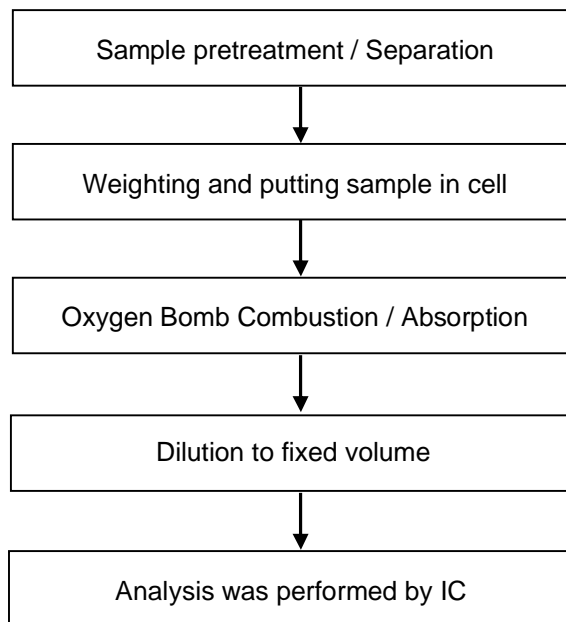 Sample pretreatment / Separation
Weighting and putting sample in cell
Oxygen Bomb Combustion / Absorption
Dilution to fixed volume
Analysis was performed by IC